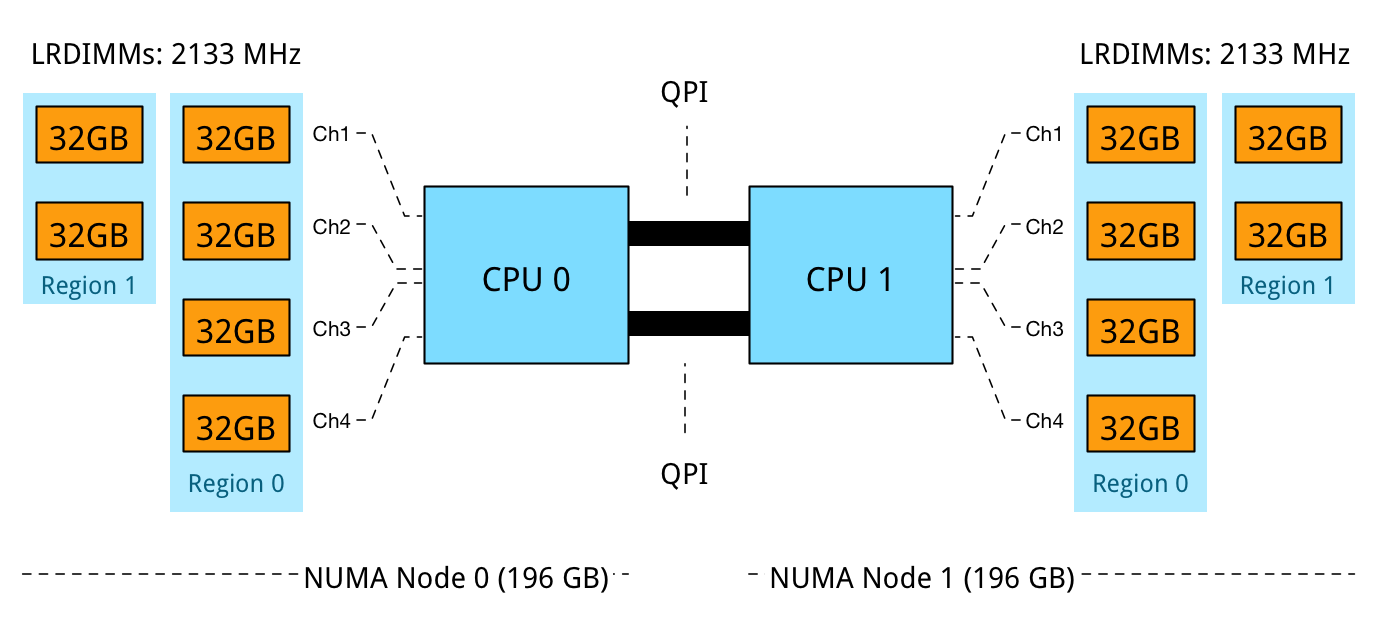 LRDIMMs: 2133 MHz
LRDIMMs: 2133 MHz
QPI
32GB
32GB
Ch1
Ch1
32GB
32GB
32GB
32GB
Ch2
Ch2
32GB
32GB
Region 1
CPU 0
CPU 1
Region 1
32GB
Ch3
Ch3
32GB
32GB
Ch4
Ch4
32GB
QPI
Region 0
Region 0
NUMA Node 0 (196 GB)
NUMA Node 1 (196 GB)